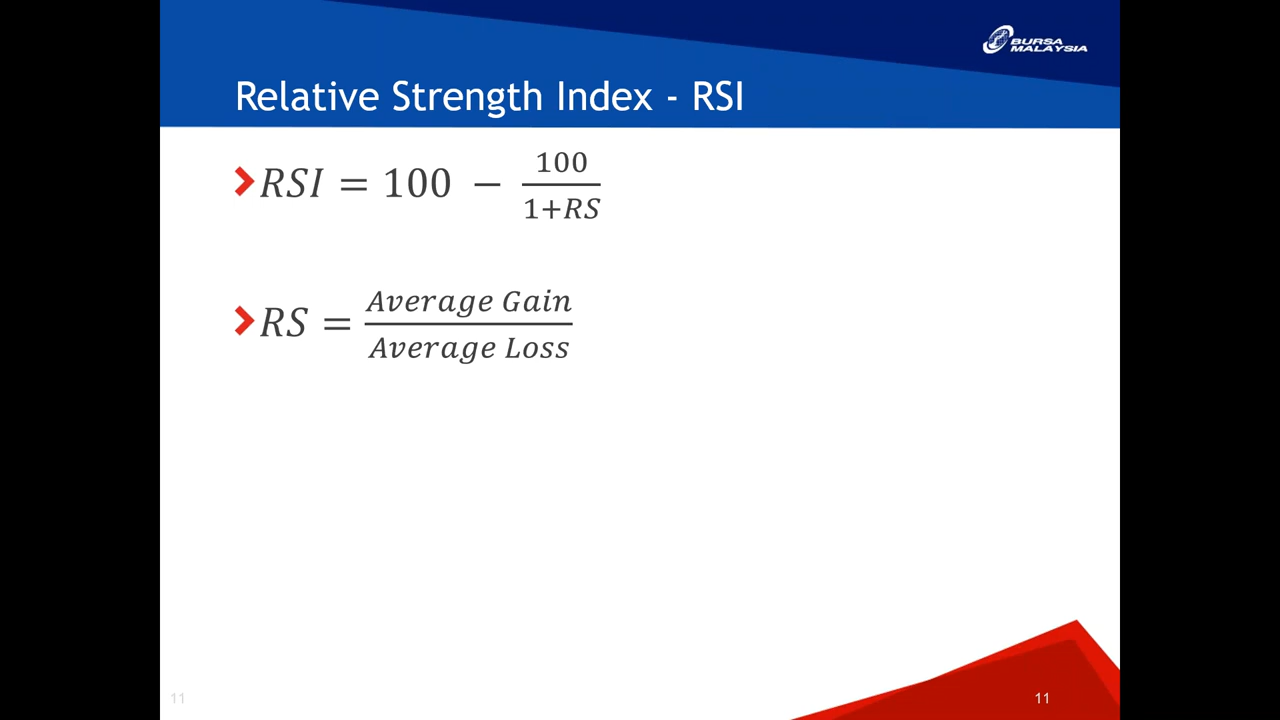 BURSA
MALAYSIA
Relative Strength Index - RSI
RSI = 100 − 100/(1+RS)
RS = Average Gain/Average Loss
11
11